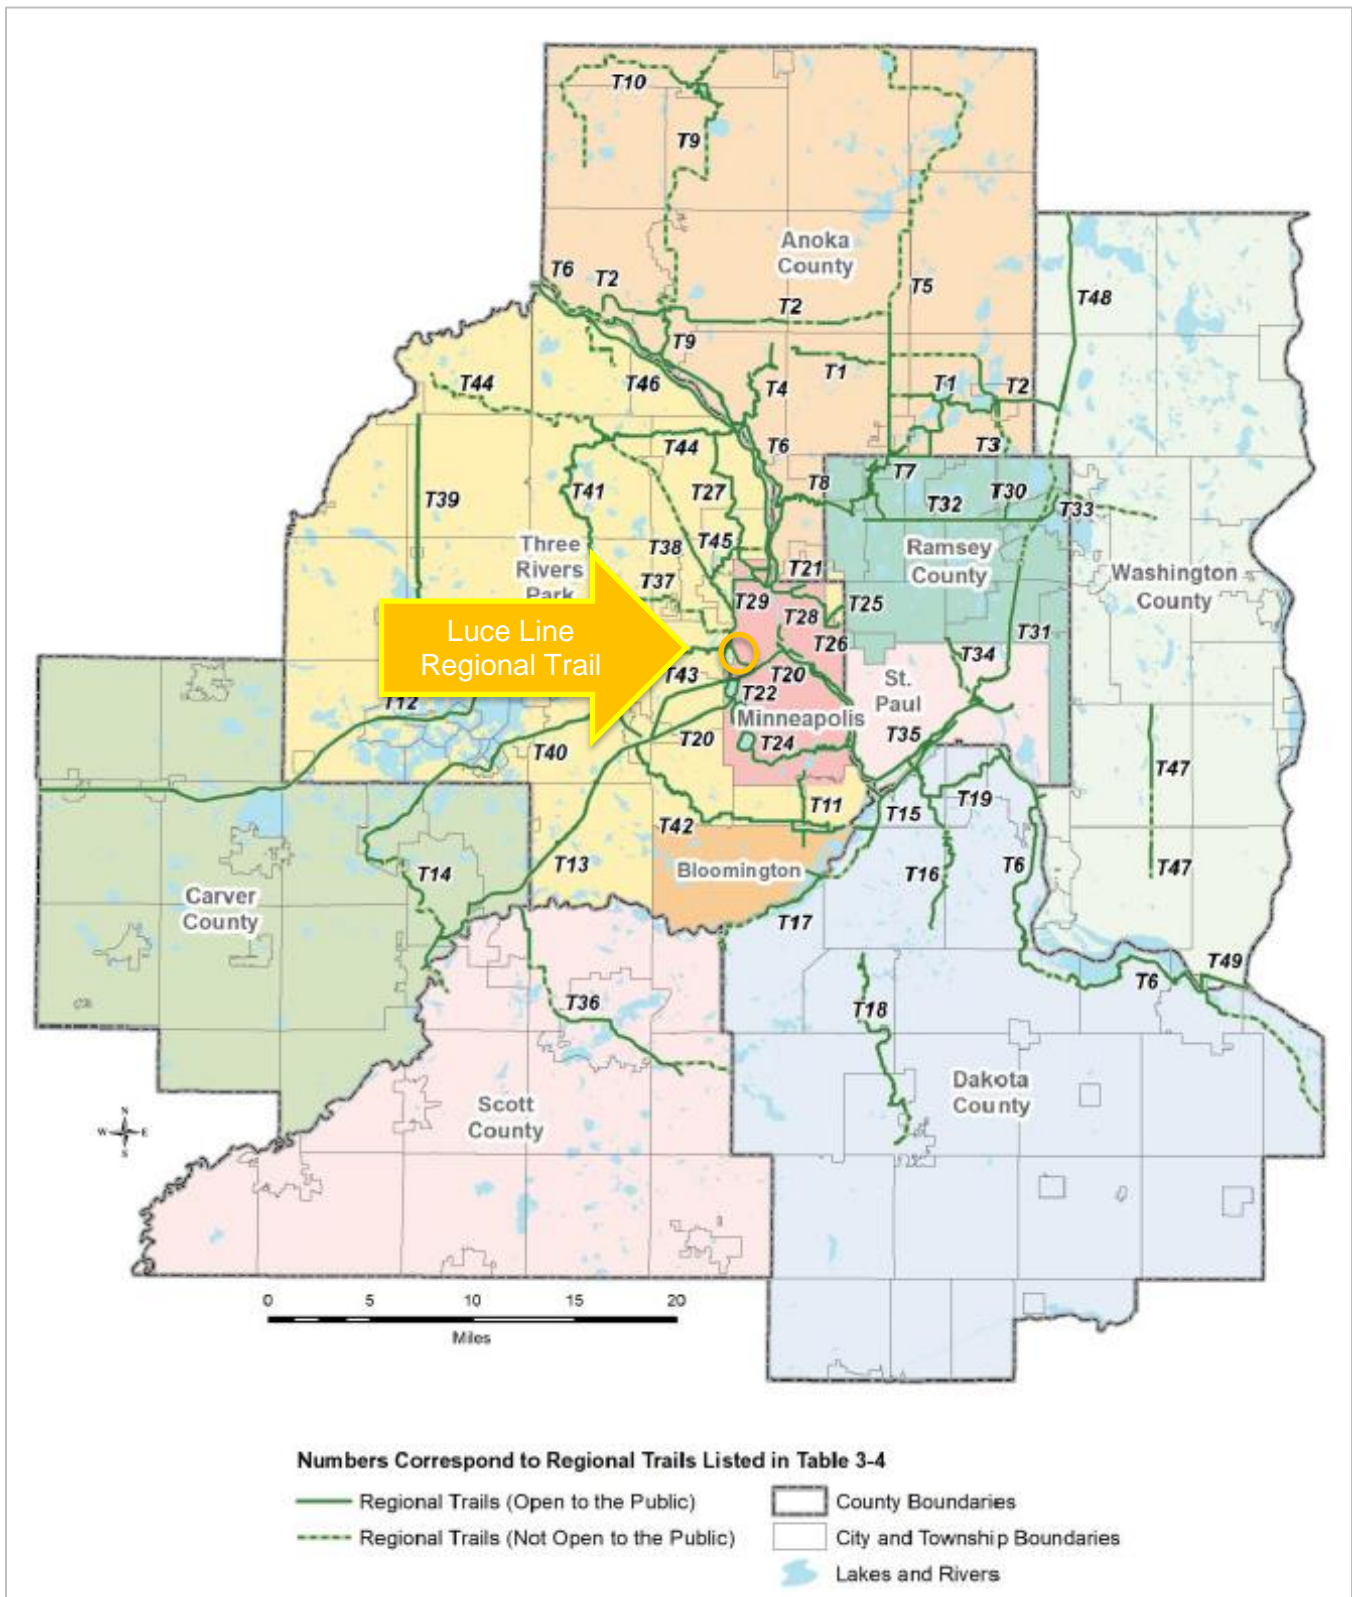 T10
T9
Anoka
County
T6
T2
T2
T5
T48
T9
T1
T4
T44
T46
T1
T2
T44
T6
T3
T7
T8
T39
T41
T27
T32
T30
T33
T38
T45
Three
Rivers
Park
Ramsey
County
Washington
County
T37
T21
T29
T28
T25
T26
Luce Line
Regional Trail
T31
T34
T43
T20
T22
St.
Paul
T12
Minneapolis
T40
T20
T24
T35
T47
T11
T15
T19
T42
T13
T14
Bloomington
T16
T6
T47
Carver
County
T17
T49
T6
T36
T18
Dakota
County
Scott
County
N
W E
S
0 5 10 15 20
Miles
Numbers Correspond to Regional Trails Listed in Table 3-4
Regional Trails (Open to the Public)
County Boundaries
Regional Trails (Not Open to the Public)
City and Township Boundaries
Lakes and Rivers